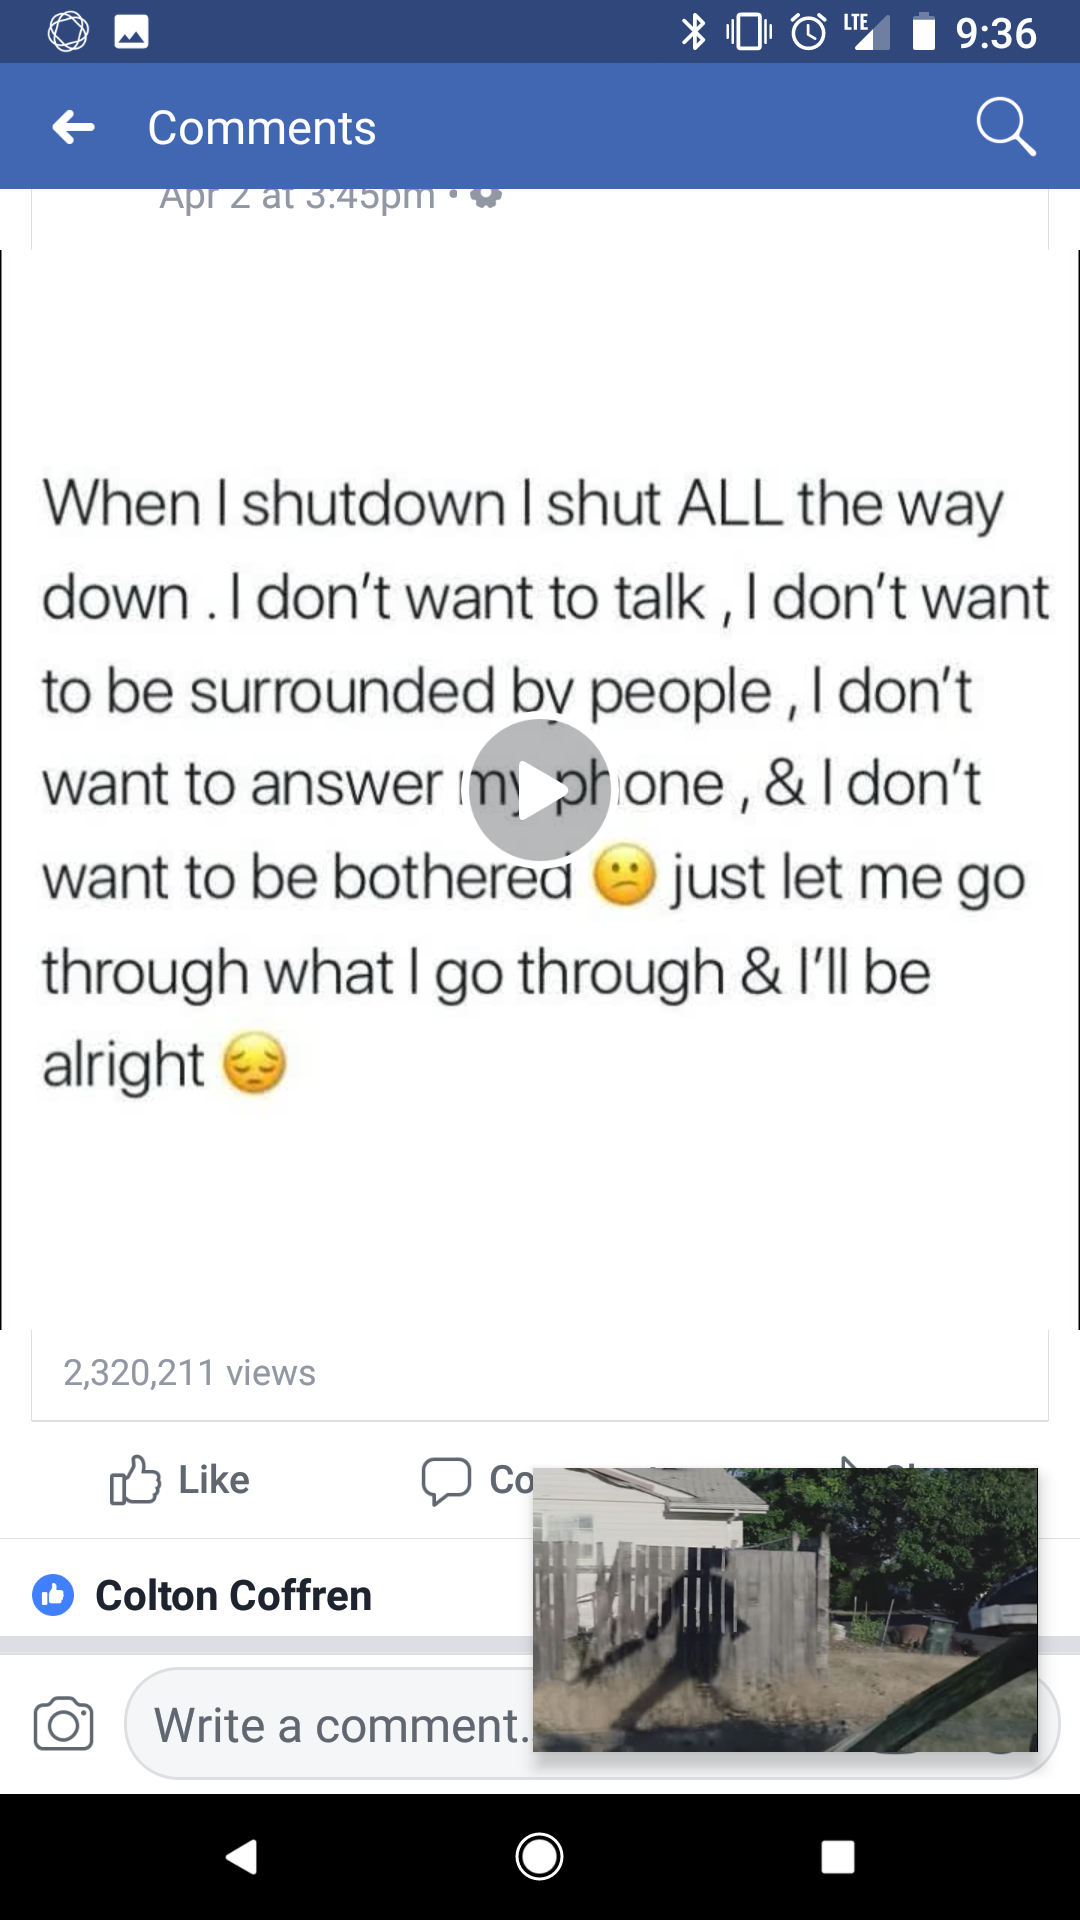 LTE 9:36
Comments
Apr 2 at 3:45pm •
When I shutdown I shut ALL the way
down . I don’t want to talk , I don’t want
to be surrounded by people , I don’t
want to answer my phone , & I don’t
want to be bothered 😕 just let me go
through what I go through & I’ll be
alright 😔
2,320,211 views
Like Co
Colton Coffren
Write a comment..